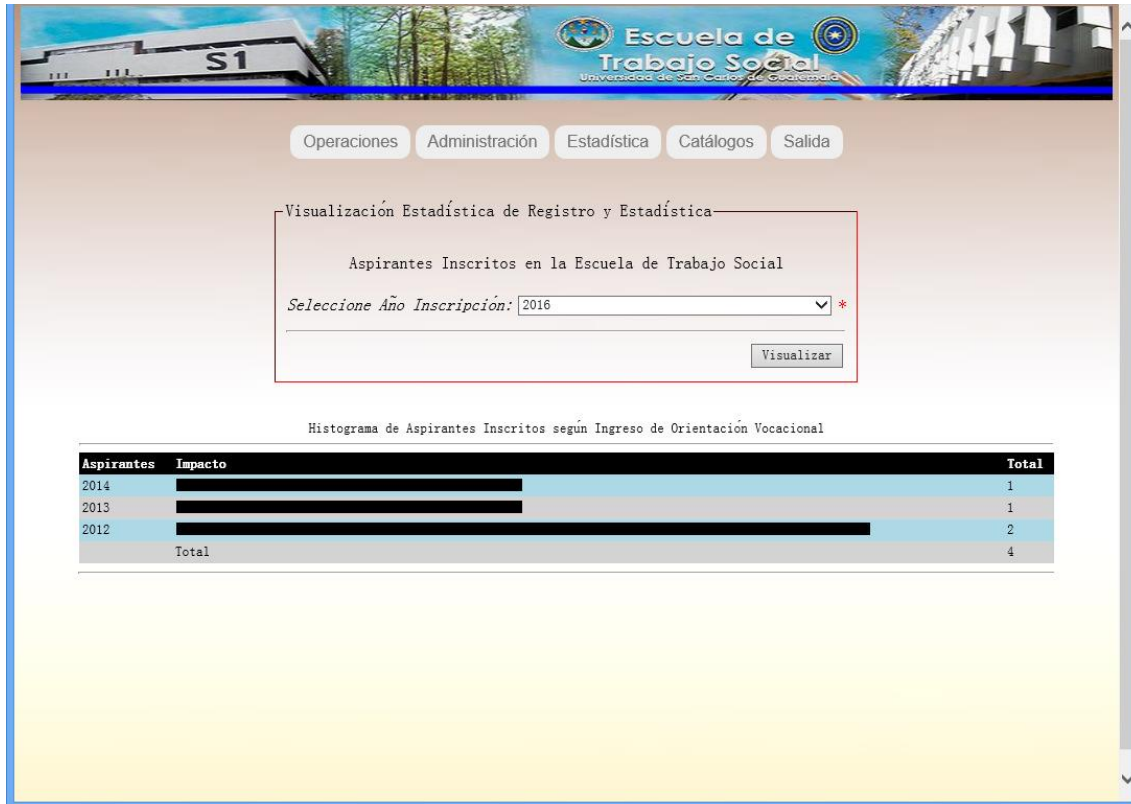 S1
Escuela de
Trabajo Social
Universidad de San Carlos de Guatemala
Operaciones Administración Estadística Catálogos Salida
Visualización Estadística de Registro y Estadística
Aspirantes Inscritos en la Escuela de Trabajo Social
Seleccione Año Inscripción: 2016 *
Visualizar
Histograma de Aspirantes Inscritos según Ingreso de Orientación Vocacional
Aspirantes Impacto Total
2014 1
2013 1
2012 2
Total 4